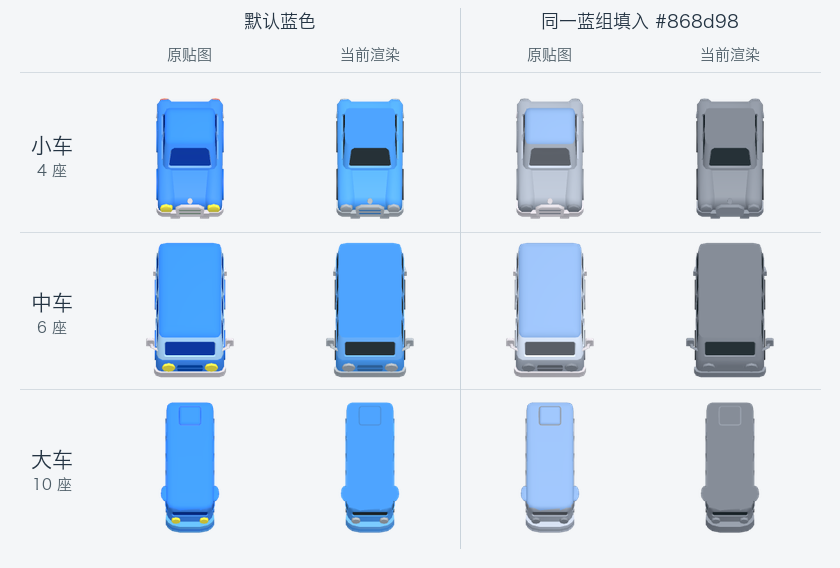 默认蓝色
同一蓝组填入 #868d98
原贴图
当前渲染
原贴图
当前渲染
小车
4 座
中车
6 座
大车
10 座